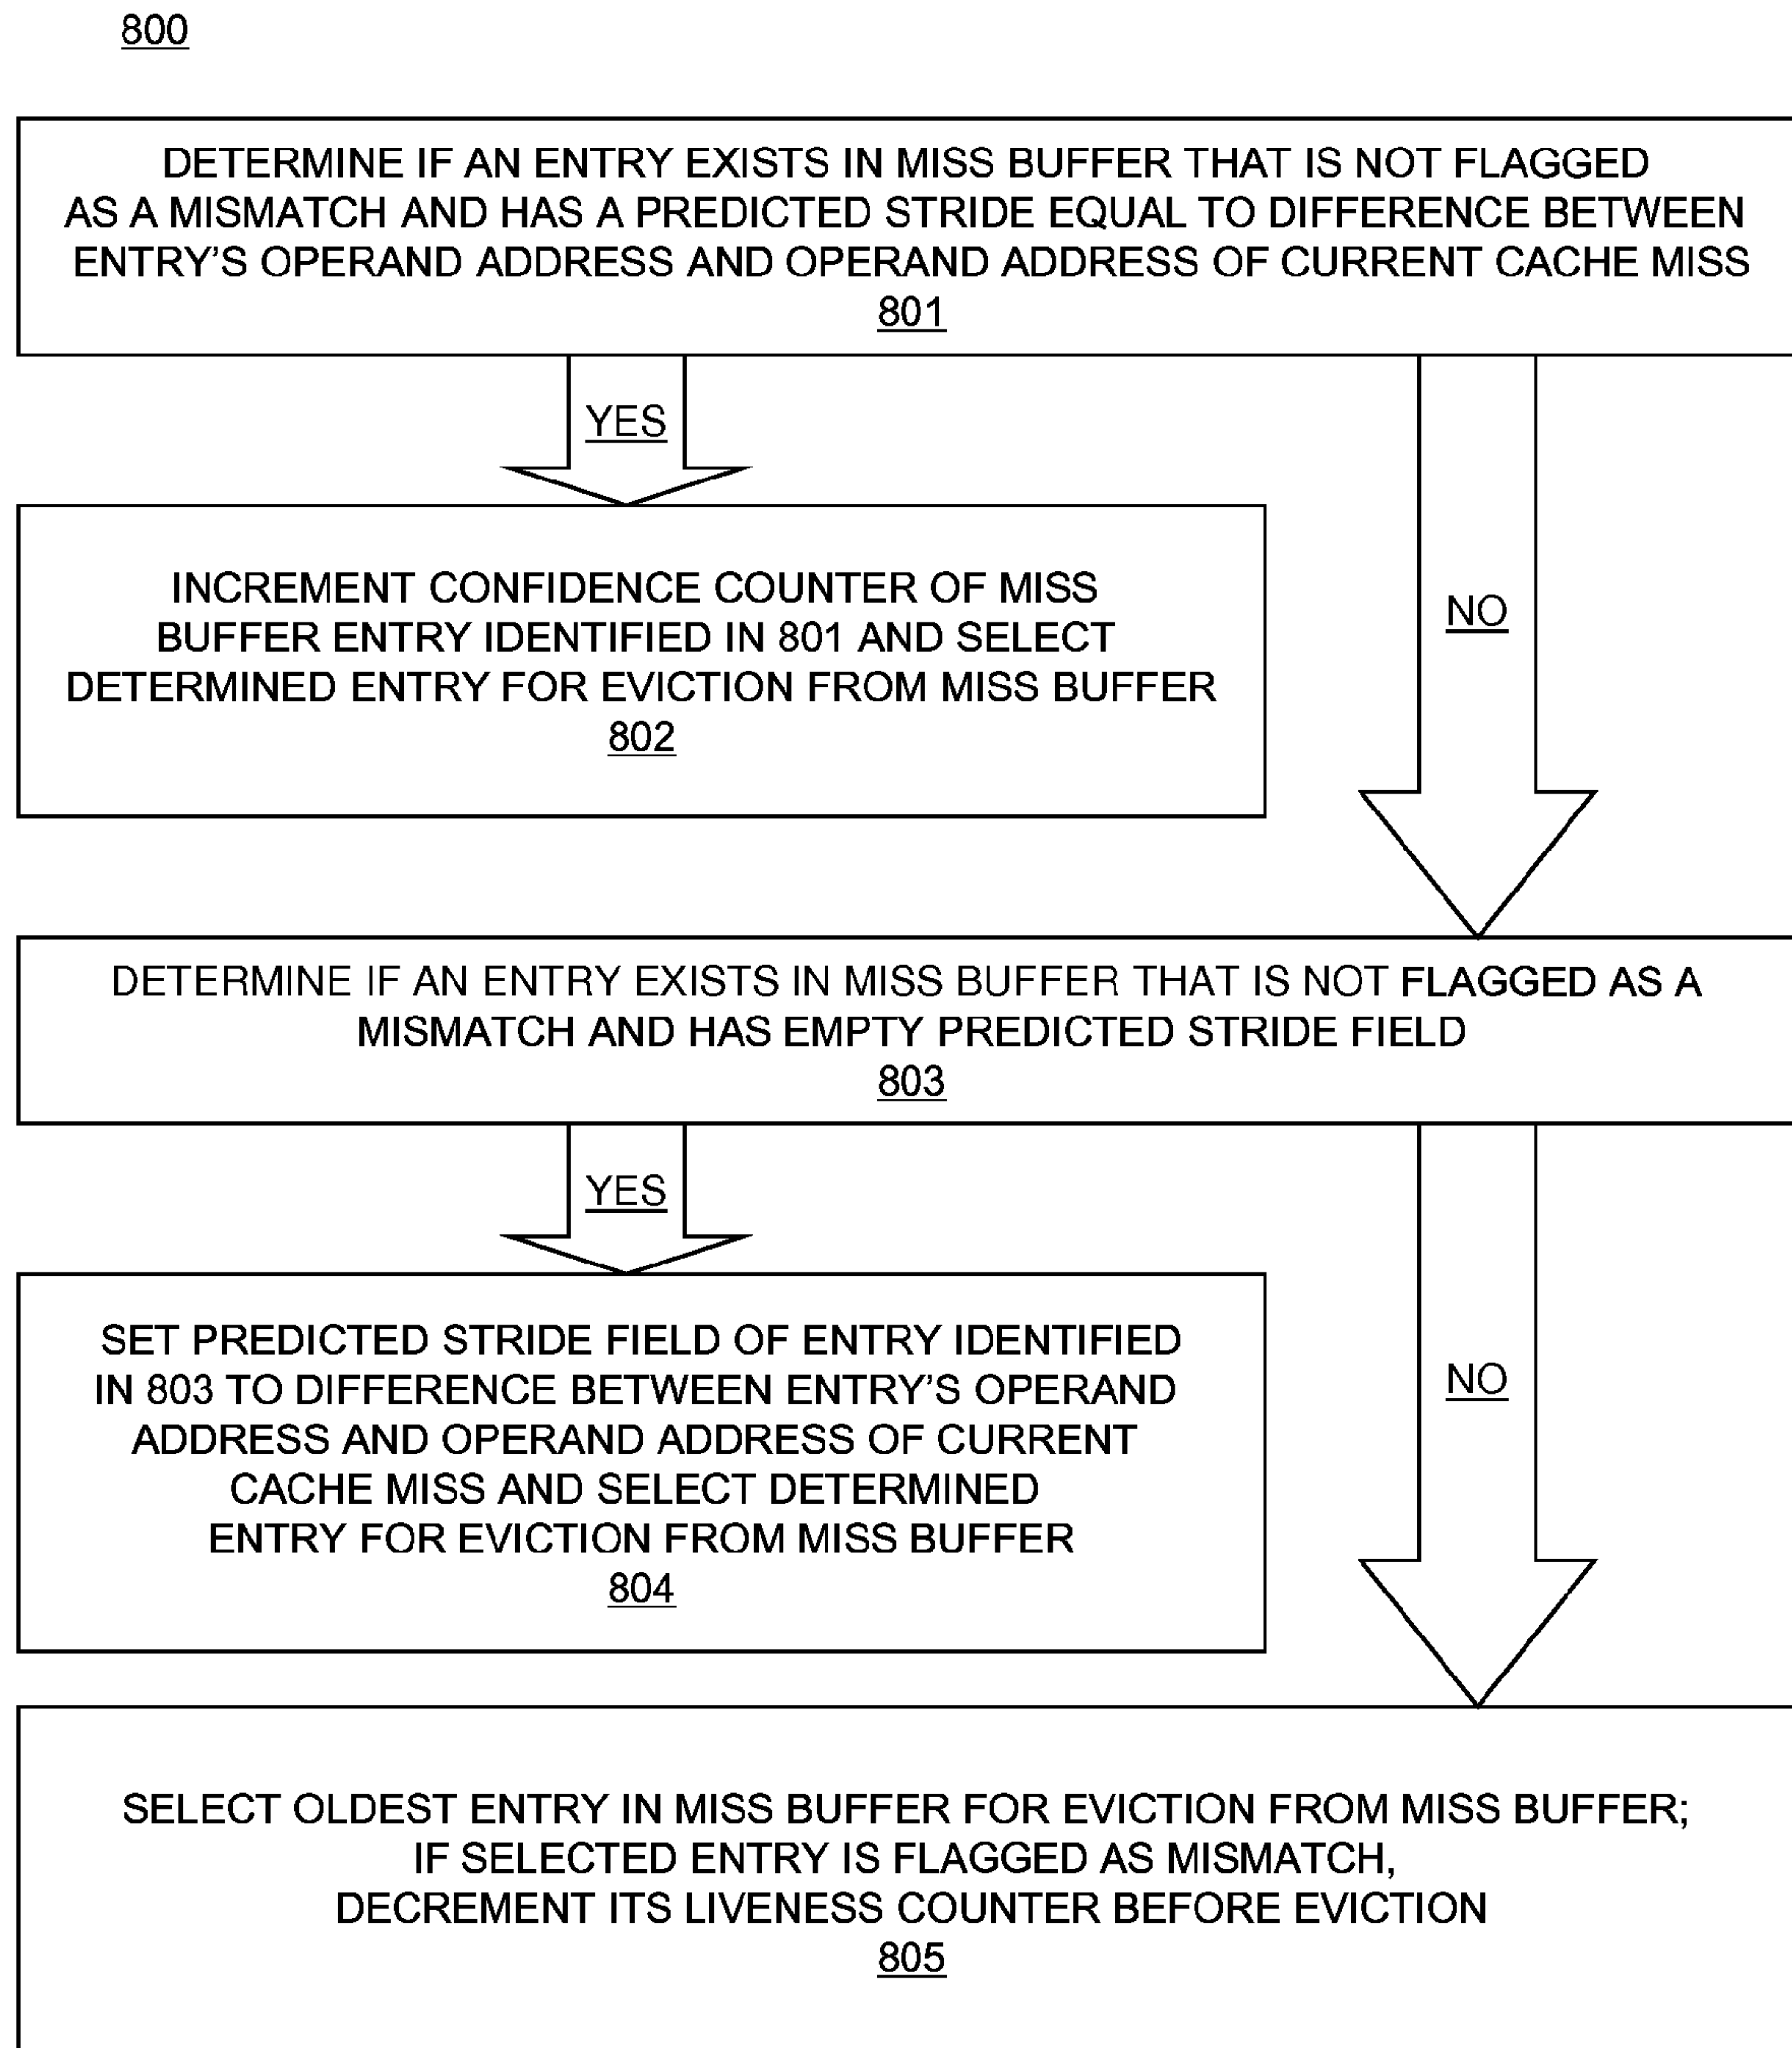 800
DETERMINE IF AN ENTRY EXISTS IN MISS BUFFER THAT IS NOT FLAGGED
AS A MISMATCH AND HAS A PREDICTED STRIDE EQUAL TO DIFFERENCE BETWEEN
ENTRY'S OPERAND ADDRESS AND OPERAND ADDRESS OF CURRENT CACHE MISS
801
YES
NO
INCREMENT CONFIDENCE COUNTER OF MISS
BUFFER ENTRY IDENTIFIED IN 801 AND SELECT
DETERMINED ENTRY FOR EVICTION FROM MISS BUFFER
802
DETERMINE IF AN ENTRY EXISTS IN MISS BUFFER THAT IS NOT FLAGGED AS A
MISMATCH AND HAS EMPTY PREDICTED STRIDE FIELD
803
YES
NO
SET PREDICTED STRIDE FIELD OF ENTRY IDENTIFIED
IN 803 TO DIFFERENCE BETWEEN ENTRY'S OPERAND
ADDRESS AND OPERAND ADDRESS OF CURRENT
CACHE MISS AND SELECT DETERMINED
ENTRY FOR EVICTION FROM MISS BUFFER
804
SELECT OLDEST ENTRY IN MISS BUFFER FOR EVICTION FROM MISS BUFFER;
IF SELECTED ENTRY IS FLAGGED AS MISMATCH,
DECREMENT ITS LIVENESS COUNTER BEFORE EVICTION
805